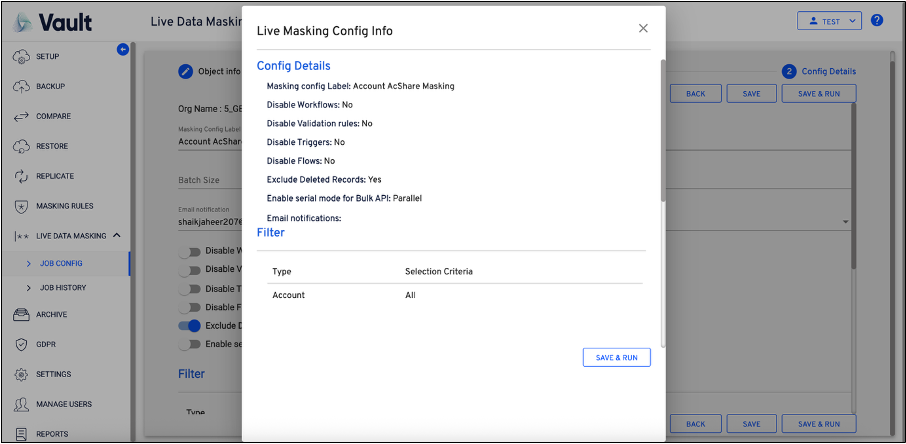 Vault
Live Data Maskin
TEST
?
SETUP
BACKUP
COMPARE
RESTORE
REPLICATE
MASKING RULES
LIVE DATA MASKING
JOB CONFIG
JOB HISTORY
ARCHIVE
GDPR
SETTINGS
MANAGE USERS
REPORTS
Object info
2 Config Details
BACK SAVE SAVE & RUN
Org Name : 5_GE
Masking Config Label
Account AcShare
Batch Size
Email notification
shaikjaheer2076
Disable W
Disable V
Disable T
Disable F
Exclude D
Enable se
Filter
Type
BACK SAVE SAVE & RUN
Live Masking Config Info
Config Details
Masking config Label: Account AcShare Masking
Disable Workflows: No
Disable Validation rules: No
Disable Triggers: No
Disable Flows: No
Exclude Deleted Records: Yes
Enable serial mode for Bulk API: Parallel
Email notifications:
Filter
Type Selection Criteria
Account All
SAVE & RUN